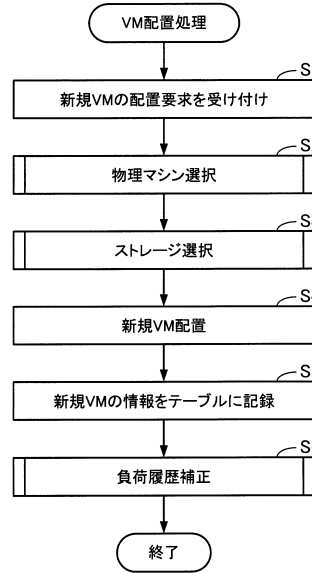 VM配置処理
S
新規VMの配置要求を受け付け
S
物理マシン選択
S
ストレージ選択
S
新規VM配置
S
新規VMの情報をテーブルに記録
S
負荷履歴補正
終了